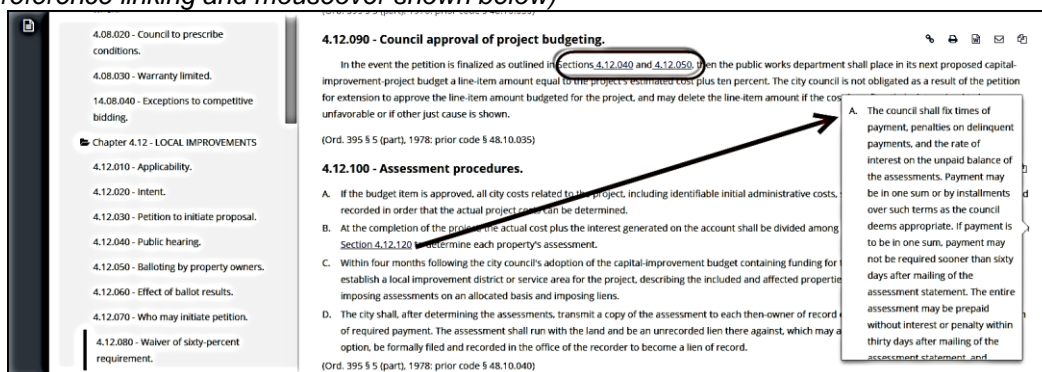 reference linking and mouseover shown below)
4.08.020 - Council to prescribe
conditions.
4.08.030 - Warranty limited.
14.08.040 - Exceptions to competitive
bidding.
Chapter 4.12 - LOCAL IMPROVEMENTS
4.12.010 - Applicability.
4.12.020 - Intent.
4.12.030 - Petition to initiate proposal.
4.12.040 - Public hearing.
4.12.050 - Balloting by property owners.
4.12.060 - Effect of ballot results.
4.12.070 - Who may initiate petition.
4.12.080 - Waiver of sixty-percent
requirement.
(Ord. 395 § 5 (part), 1978: prior code § 48.10.030)
4.12.090 - Council approval of project budgeting.
In the event the petition is finalized as outlined in Sections 4.12.040 and 4.12.050, then the public works department shall place in its next proposed capital-
improvement-project budget a line-item amount equal to the project's estimated cost plus ten percent. The city council is not obligated as a result of the petition
for extension to approve the line-item amount budgeted for the project, and may delete the line-item amount if the
unfavorable or if other just cause is shown.
(Ord. 395 § 5 (part), 1978: prior code § 48.10.035)
4.12.100 - Assessment procedures.
A. If the budget item is approved, all city costs related to the project, including identifiable initial administrative costs,
recorded in order that the actual project costs can be determined.
B. At the completion of the project the actual cost plus the interest generated on the account shall be divided among
Section 4.12.120 to determine each property's assessment.
C. Within four months following the city council's adoption of the capital-improvement budget containing funding for
establish a local improvement district or service area for the project, describing the included and affected
imposing assessments on an allocated basis and imposing liens.
D. The city shall, after determining the assessments, transmit a copy of the assessment to each then-owner of record
of required payment. The assessment shall run with the land and be an unrecorded lien there against, which may
option, be formally filed and recorded in the office of the recorder to become a lien of record.
(Ord. 395 § 5 (part), 1978: prior code § 48.10.040)
A. The council shall fix times of
payment, penalties on delinquent
payments, and the rate of
interest on the unpaid balance of
the assessments. Payment may
be in one sum or by installments
over such terms as the council
deems appropriate. If payment is
to be in one sum, payment may
not be required sooner than sixty
days after mailing of the
assessment statement. The entire
assessment may be prepaid
without interest or penalty within
thirty days after mailing of the
assessment statement, and